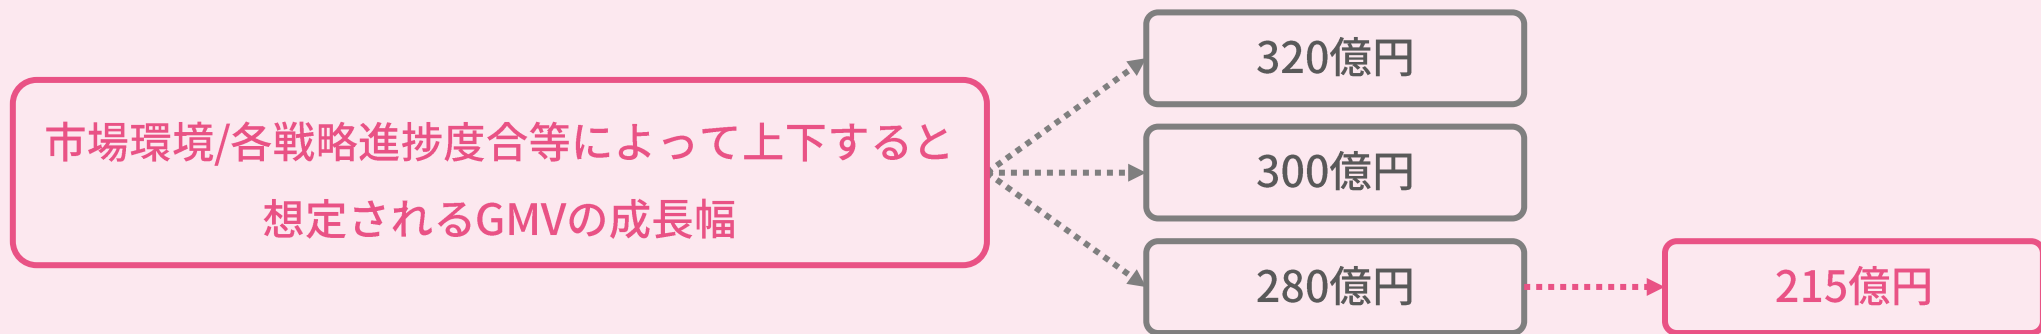 市場環境/各戦略進捗度合等によって上下すると
想定されるGMVの成長幅
320億円
300億円
280億円
215億円